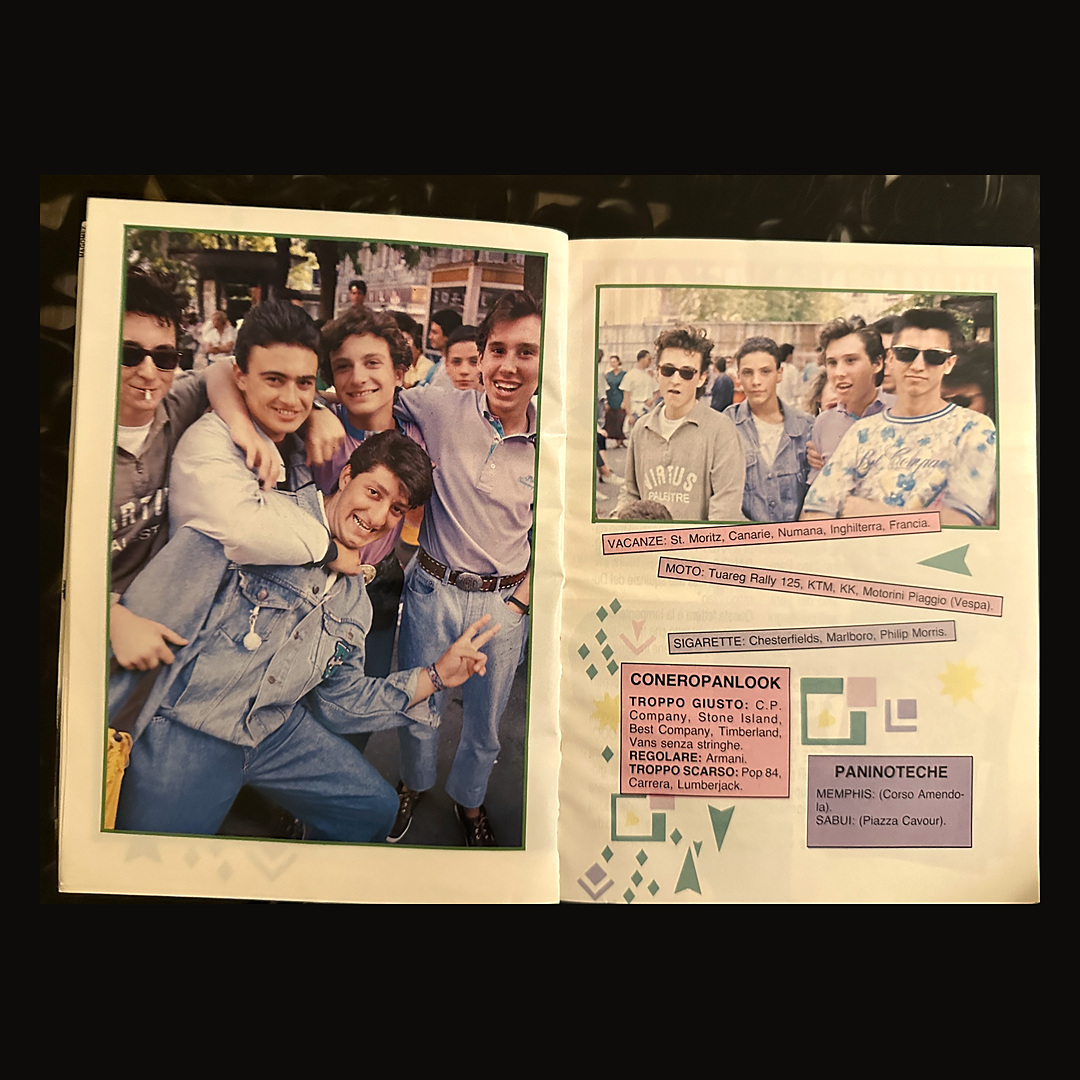 VIRTUS
PALESTRE
Best Company
VACANZE: St. Moritz, Canarie, Numana, Inghilterra, Francia.
MOTO: Tuareg Rally 125, KTM, KK, Motorini Piaggio (Vespa).
SIGARETTE: Chesterfields, Marlboro, Philip Morris.
CONEROPANLOOK
TROPPO GIUSTO: C.P.
Company, Stone Island,
Best Company, Timberland,
Vans senza stringhe.
REGOLARE: Armani.
TROPPO SCARSO: Pop 84,
Carrera, Lumberjack.
PANINOTECHE
MEMPHIS: (Corso Amendo-
la).
SABUI: (Piazza Cavour).